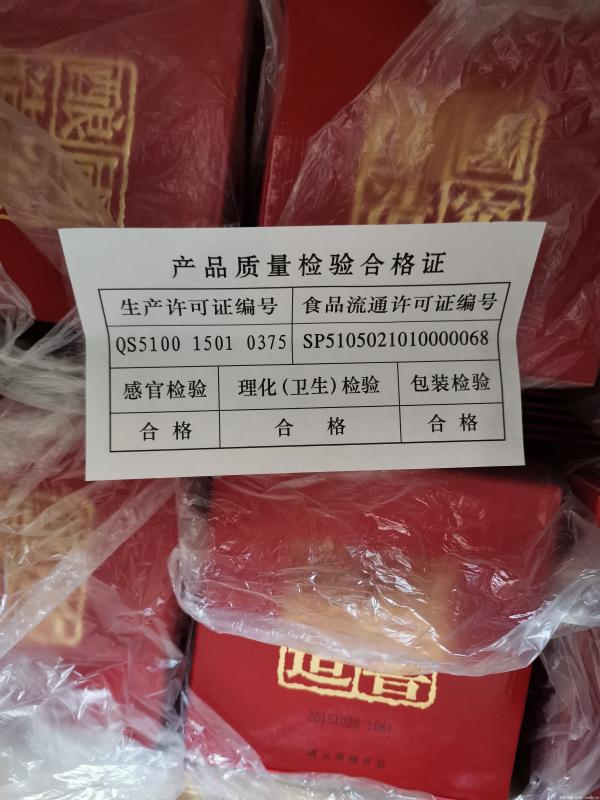 产品质量检验合格证
生产许可证编号 食品流通许可证编号
QS5100 1501 0375 SP5105021010000068
感官检验 理化(卫生)检验 包装检验
合格 合格 合格
20151028 1061